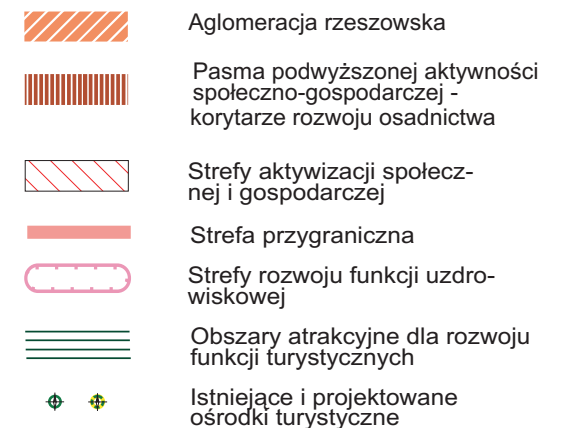 Aglomeracja rzeszowska
Pasma podwyższonej aktywności
społeczno-gospodarczej -
korytarze rozwoju osadnictwa
Strefy aktywizacji społecz-
nej i gospodarczej
Strefa przygraniczna
Strefy rozwoju funkcji uzdro-
wiskowej
Obszary atrakcyjne dla rozwoju
funkcji turystycznych
Istniejące i projektowane
ośrodki turystyczne